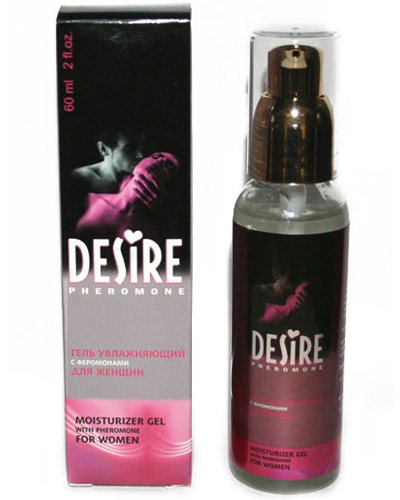 60 ml 2 fl.oz.
DESIRE
PHEROMONE
ГЕЛЬ УВЛАЖНЯЮЩИЙ
С ФЕРОМОНАМИ
ДЛЯ ЖЕНЩИН
MOISTURIZER GEL
WITH PHEROMONE
FOR WOMEN
DESIRE
PHEROMONE
С ФЕРОМОНАМИ
MOISTURIZER GEL
WITH PHEROMONE
FOR WOMEN